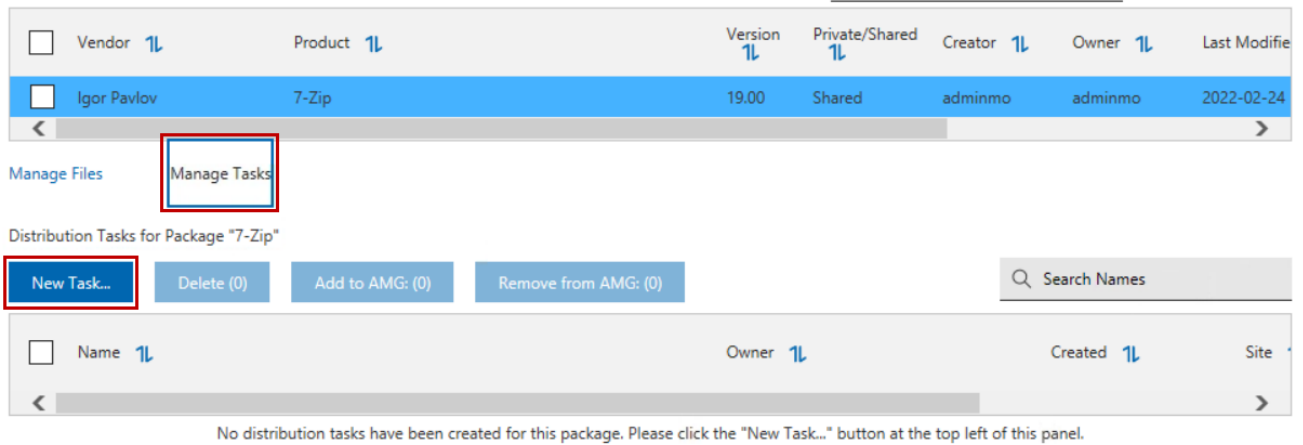 Vendor Product Version Private/Shared Creator Owner Last Modifie
Igor Pavlov 7-Zip 19.00 Shared adminmo adminmo 2022-02-24
Manage Files Manage Tasks
Distribution Tasks for Package "7-Zip"
New Task... Delete (0) Add to AMG: (0) Remove from AMG: (0) Search Names
Name Owner Created Site
No distribution tasks have been created for this package. Please click the "New Task..." button at the top left of this panel.